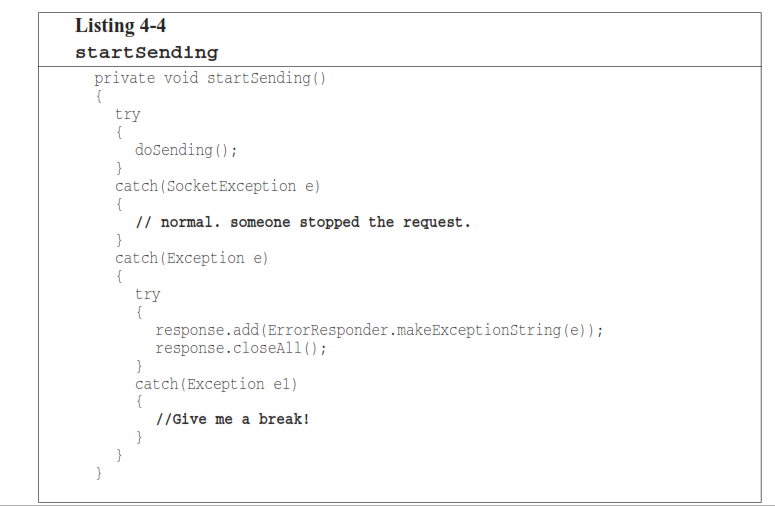 Listing 4-4
startSending
private void startSending()
{
try
{
doSending();
}
catch(SocketException e)
{
// normal. someone stopped the request.
}
catch(Exception e)
{
try
{
response.add(ErrorResponder.makeExceptionString(e));
response.closeAll();
}
catch(Exception e1)
{
//Give me a break!
}
}
}